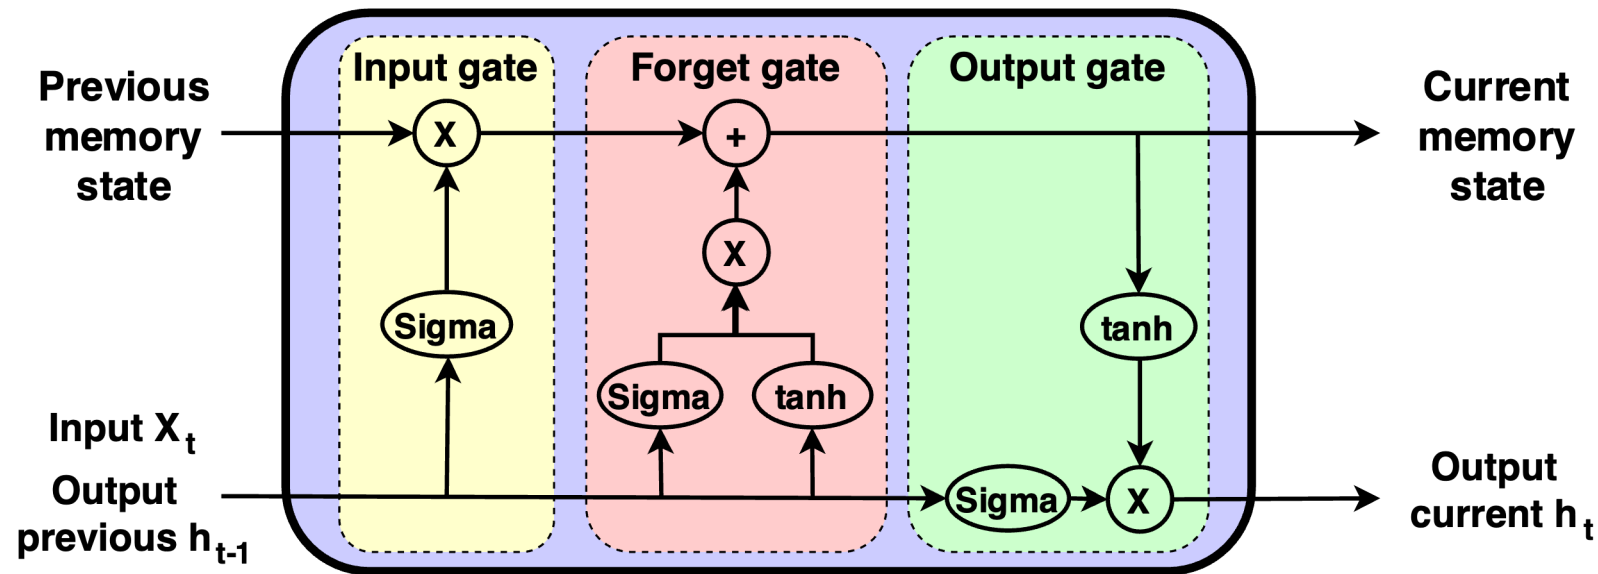 Input gate
Forget gate
Output gate
Previous
memory
state
X
+
Current
memory
state
X
Sigma
tanh
Sigma
tanh
Input Xt
Output
previous ht-1
Sigma
X
Output
current ht